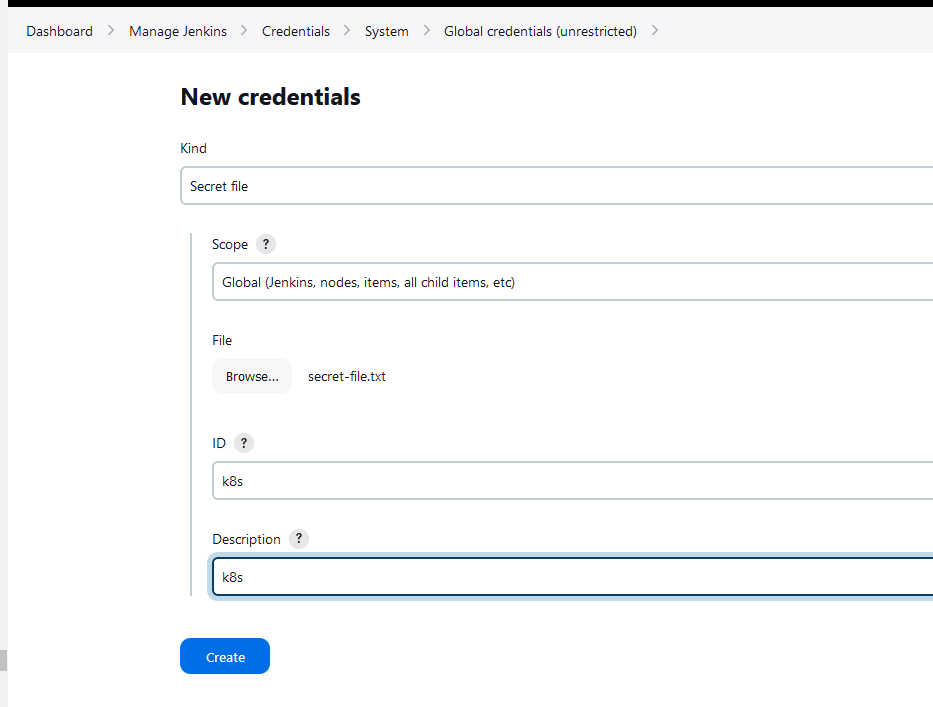 Dashboard > Manage Jenkins > Credentials > System > Global credentials (unrestricted) >
New credentials
Kind
Secret file
Scope ?
Global (Jenkins, nodes, items, all child items, etc)
File
Browse... secret-file.txt
ID ?
k8s
Description ?
k8s
Create